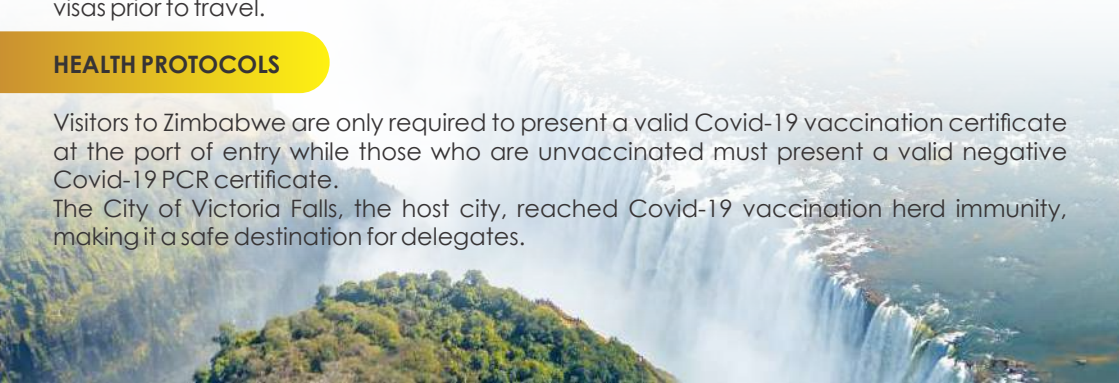 visas prior to travel.
HEALTH PROTOCOLS
Visitors to Zimbabwe are only required to present a valid Covid-19 vaccination certificate
at the port of entry while those who are unvaccinated must present a valid negative
Covid-19 PCR certificate.
The City of Victoria Falls, the host city, reached Covid-19 vaccination herd immunity,
making it a safe destination for delegates.